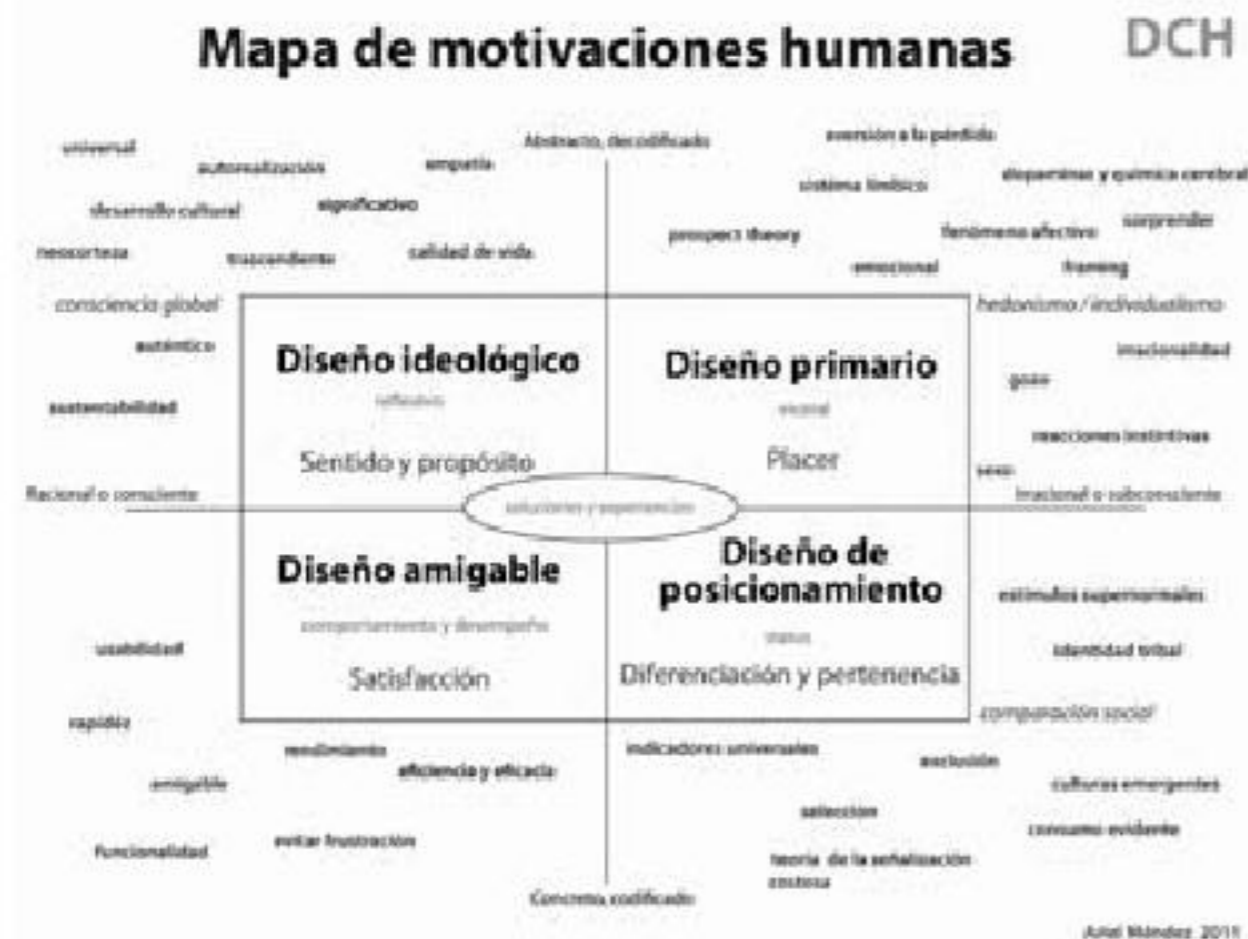 Mapa de motivaciones humanas
DCH
Abstracto, decodificado
aversión a la pérdida
universal
autorrealización
empatía
sistema límbico
dopamina y química cerebral
desarrollo cultural
significativo
prospect theory
fenómeno afectivo
sorprender
neocorteza
trascendente
calidad de vida
emocional
framing
consciencia global
hedonismo / individualismo
auténtico
irracionalidad
Diseño ideológico
Diseño primario
reflexivo
visceral
gozo
sustentabilidad
reacciones instintivas
Sentido y propósito
Placer
sexo
Racional o consciente
soluciones y experiencias
Irracional o subconsciente
Diseño amigable
Diseño de
posicionamiento
comportamiento y desempeño
status
estímulos supernormales
usabilidad
identidad tribal
Satisfacción
Diferenciación y pertenencia
comparación social
rapidéz
rendimiento
eficiencia y eficacia
indicadores universales
exclusión
amigable
culturas emergentes
selección
consumo evidente
funcionalidad
evitar frustración
teoría de la señalización
costosa
Concreto, codificado
Ariel Méndez 2011